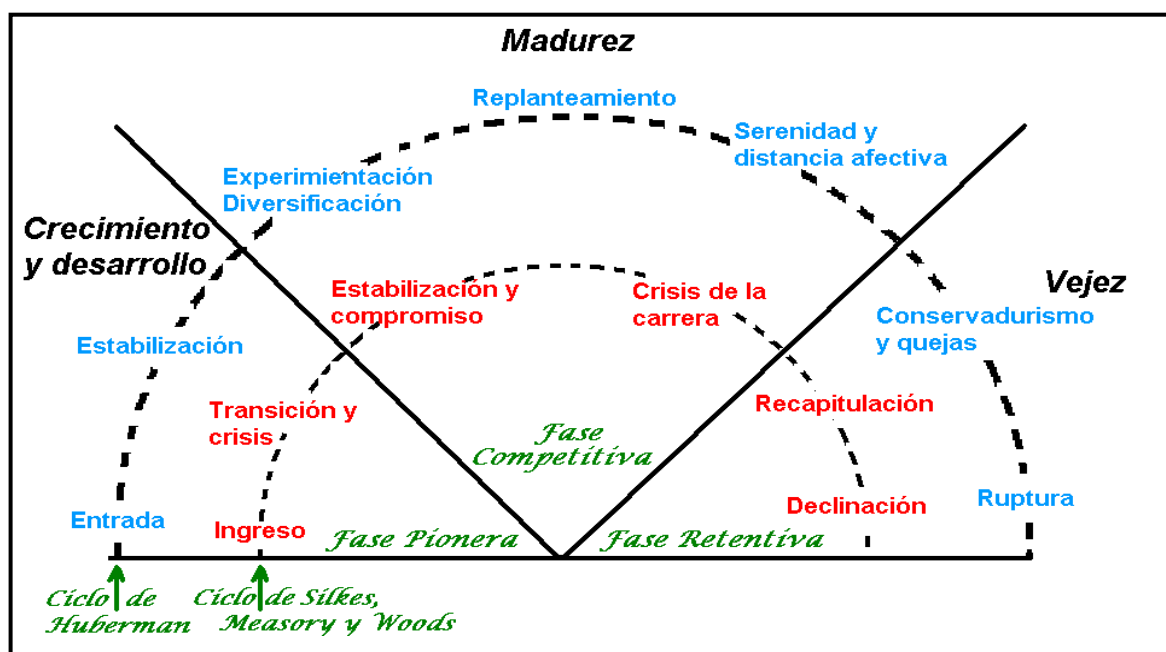 Madurez
Replanteamiento
Serenidad y
distancia afectiva
Experimientación
Diversificación
Crecimiento
y desarrollo
Vejez
Estabilización y
compromiso
Crisis de la
carrera
Conservadurismo
y quejas
Estabilización
Transición y
crisis
Recapitulación
Fase
Competitiva
Entrada
Ingreso
Fase Pionera
Fase Retentiva
Declinación
Ruptura
Ciclo de
Huberman
Ciclo de Silkes,
Measory y Woods